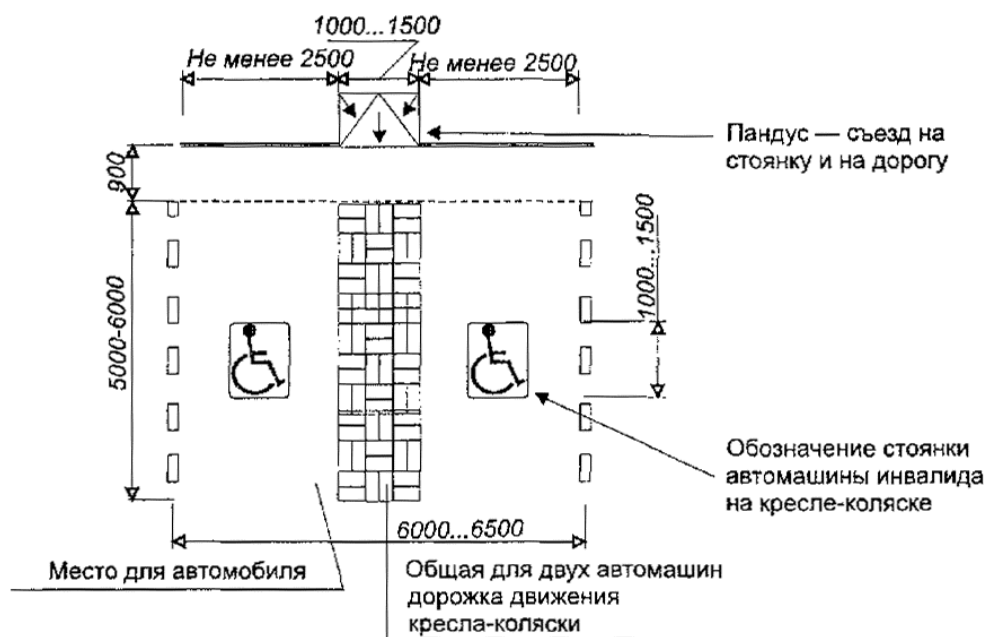 1000...1500
Не менее 2500
Не менее 2500
Пандус — съезд на
стоянку и на дорогу
900
5000-6000
1000...1500
Обозначение стоянки
автомашины инвалида
на кресле-коляске
6000...6500
Место для автомобиля
Общая для двух автомашин
дорожка движения
кресла-коляски